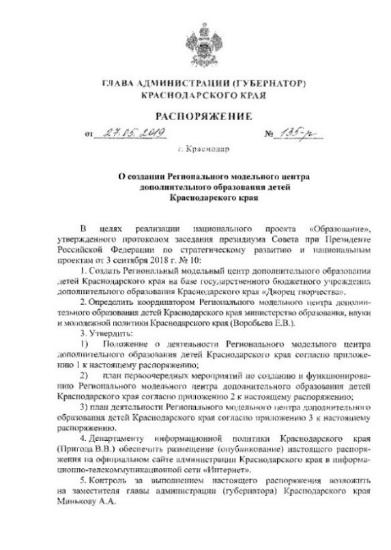 ГЛАВА АДМИНИСТРАЦИИ (ГУБЕРНАТОР)
КРАСНОДАРСКОГО КРАЯ
РАСПОРЯЖЕНИЕ
от 27.05.2019 № 135-р
г. Краснодар
О создании Регионального модельного центра
дополнительного образования детей
Краснодарского края
В целях реализации национального проекта «Образование»,
утвержденного протоколом заседания президиума Совета при Президенте
Российской Федерации по стратегическому развитию и национальным
проектам от 3 сентября 2018 г. № 10:
1. Создать Региональный модельный центр дополнительного образования
детей Краснодарского края на базе государственного бюджетного учреждения
дополнительного образования Краснодарского края «Дворец творчества».
2. Определить координатором Регионального модельного центра дополни-
тельного образования детей Краснодарского края министерство образования, науки
и молодежной политики Краснодарского края (Воробьева Е.В.).
3. Утвердить:
1) Положение о деятельности Регионального модельного центра
дополнительного образования детей Краснодарского края согласно приложению
1 к настоящему распоряжению;
2) план первоочередных мероприятий по созданию и функционирова-
нию Регионального модельного центра дополнительного образования детей
Краснодарского края согласно приложению 2 к настоящему распоряжению;
3) план деятельности Регионального модельного центра дополнительного
образования детей Краснодарского края согласно приложению 3 к настоящему
распоряжению.
4. Департаменту информационной политики Краснодарского края
(Пригода В.В.) обеспечить размещение (опубликование) настоящего распоря-
жения на официальном сайте администрации Краснодарского края в информа-
ционно-телекоммуникационной сети «Интернет».
5. Контроль за выполнением настоящего распоряжения возложить
на заместителя главы администрации (губернатора) Краснодарского края
Минькову А.А.